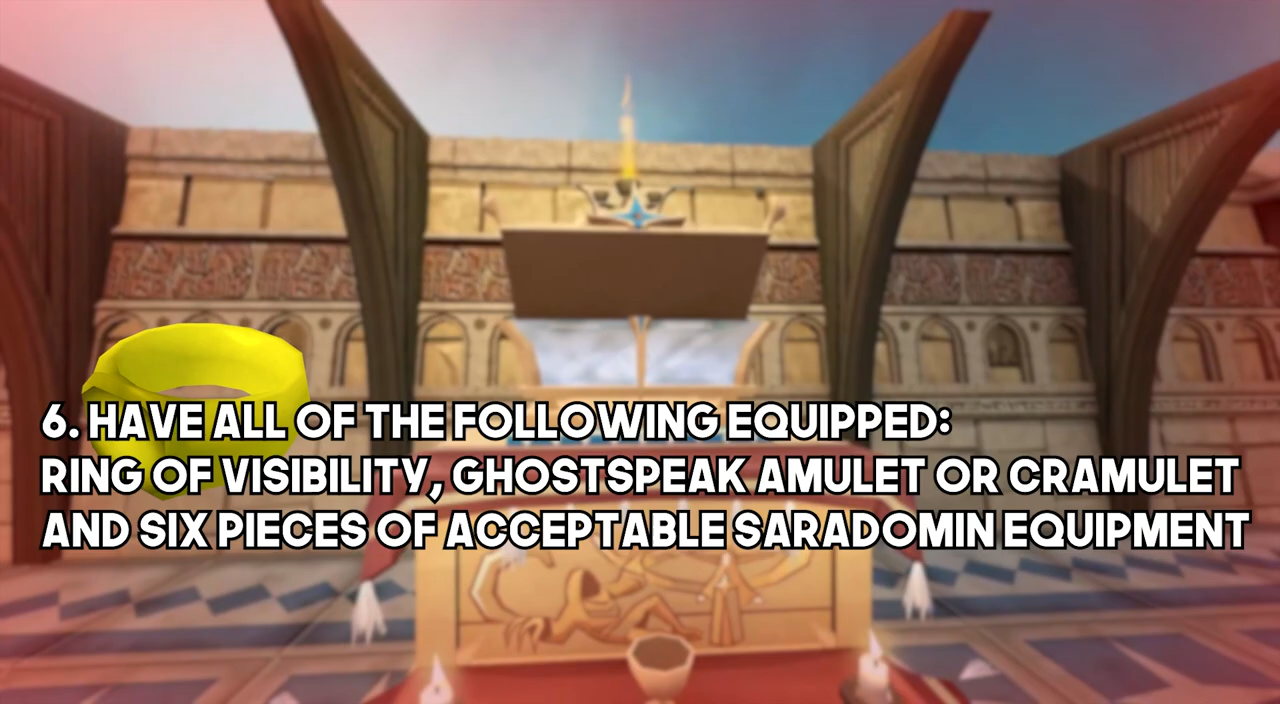 6. HAVE ALL OF THE FOLLOWING EQUIPPED:
RING OF VISIBILITY, GHOSTSPEAK AMULET OR CRAMULET
AND SIX PIECES OF ACCEPTABLE SARADOMIN EQUIPMENT